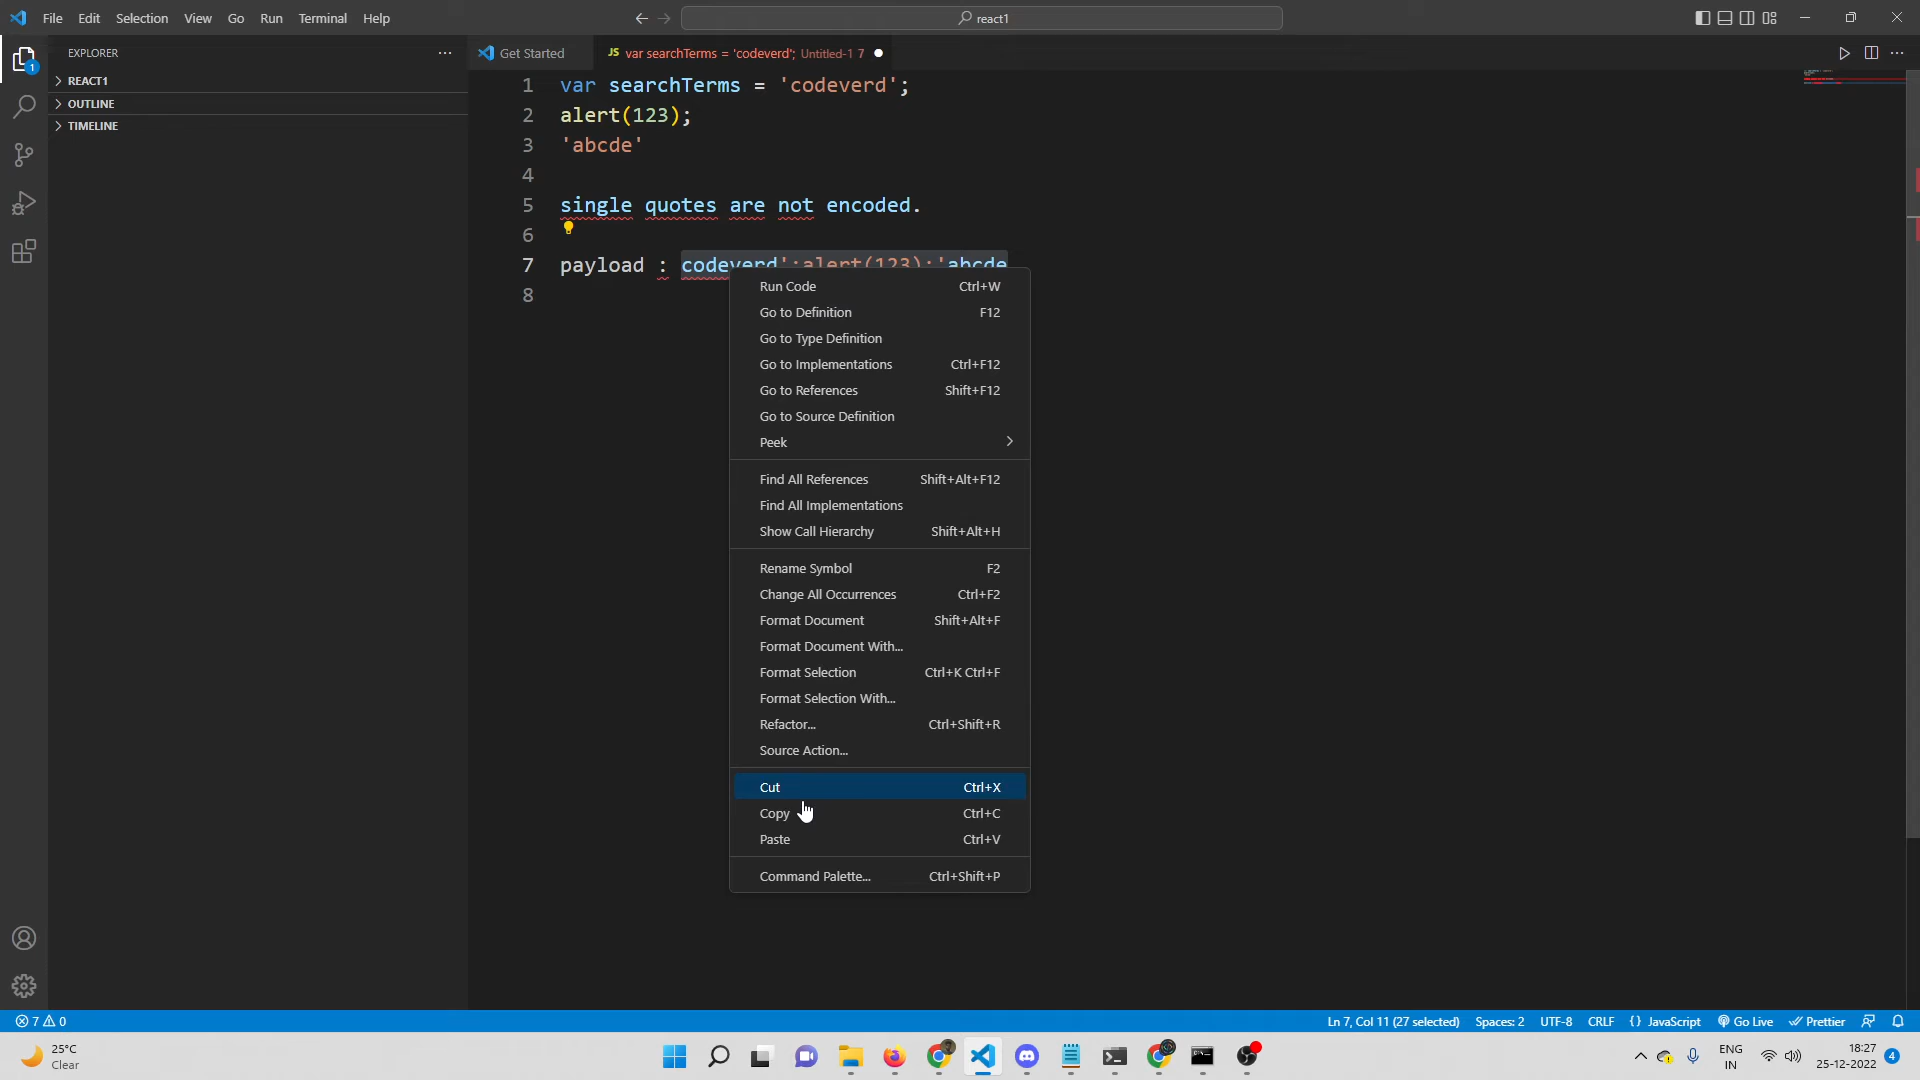 File Edit Selection View Go Run Terminal Help
react1
EXPLORER
Get Started
JS var searchTerms = 'codeverd'; Untitled-1 7
1
REACT1
OUTLINE
TIMELINE
1 var searchTerms = 'codeverd';
2 alert(123);
3 'abcde'
4
5 single quotes are not encoded.
6
7 payload : codeverd';alert(123);'abcde
8
Run Code Ctrl+W
Go to Definition F12
Go to Type Definition
Go to Implementations Ctrl+F12
Go to References Shift+F12
Go to Source Definition
Peek
Find All References Shift+Alt+F12
Find All Implementations
Show Call Hierarchy Shift+Alt+H
Rename Symbol F2
Change All Occurrences Ctrl+F2
Format Document Shift+Alt+F
Format Document With...
Format Selection Ctrl+K Ctrl+F
Format Selection With...
Refactor... Ctrl+Shift+R
Source Action...
Cut Ctrl+X
Copy Ctrl+C
Paste Ctrl+V
Command Palette... Ctrl+Shift+P
7 0
Ln 7, Col 11 (27 selected) Spaces: 2 UTF-8 CRLF {} JavaScript Go Live Prettier
25°C
Clear
ENG
IN
18:27
25-12-2022
4